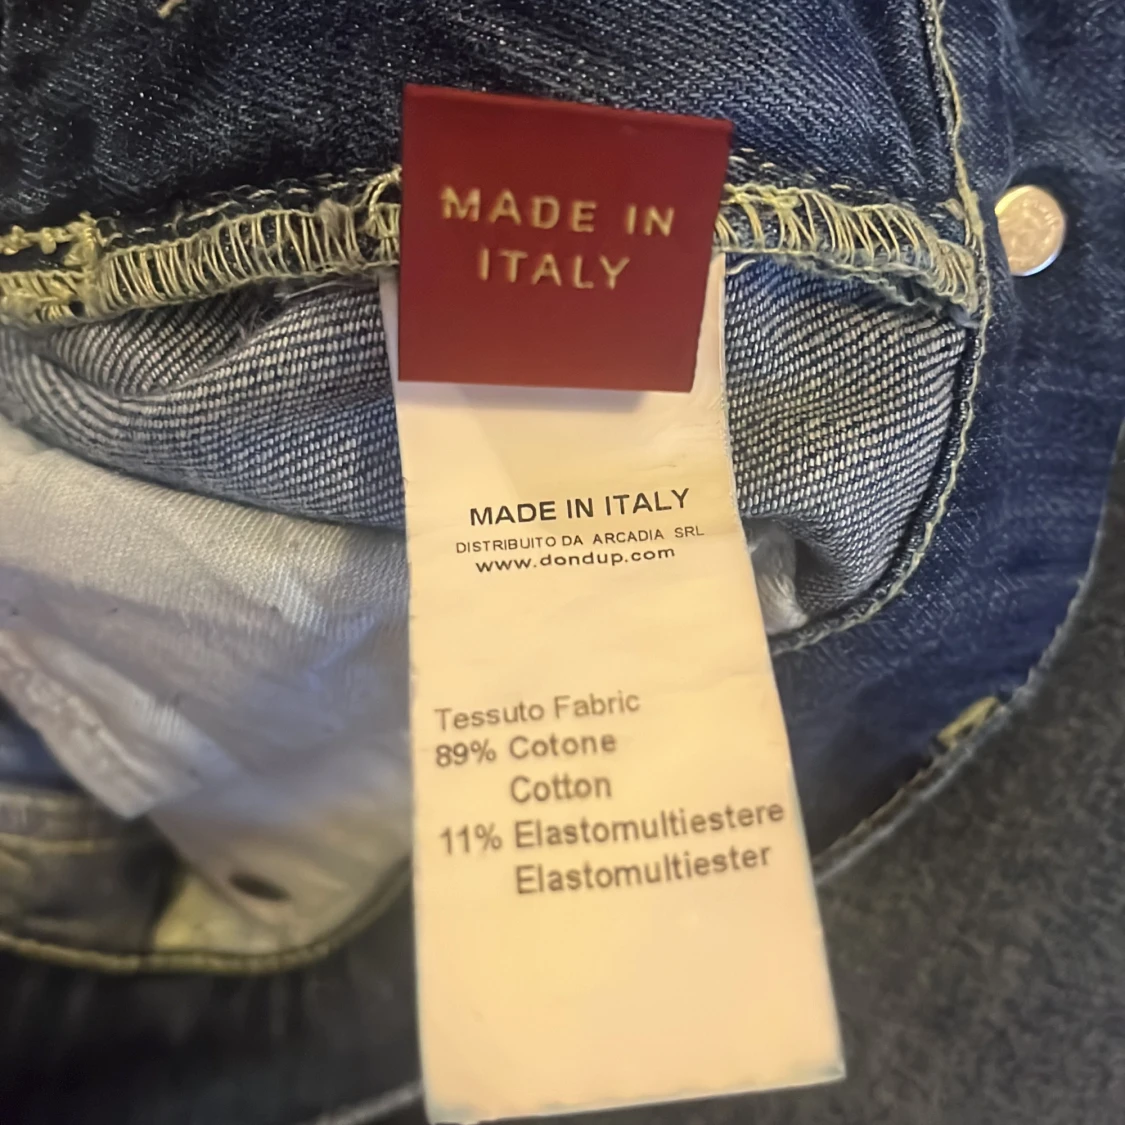 MADE IN
ITALY
MADE IN ITALY
DISTRIBUITO DA ARCADIA SRL
www.dondup.com
Tessuto Fabric
89% Cotone
Cotton
11% Elastomultiestere
Elastomultiester